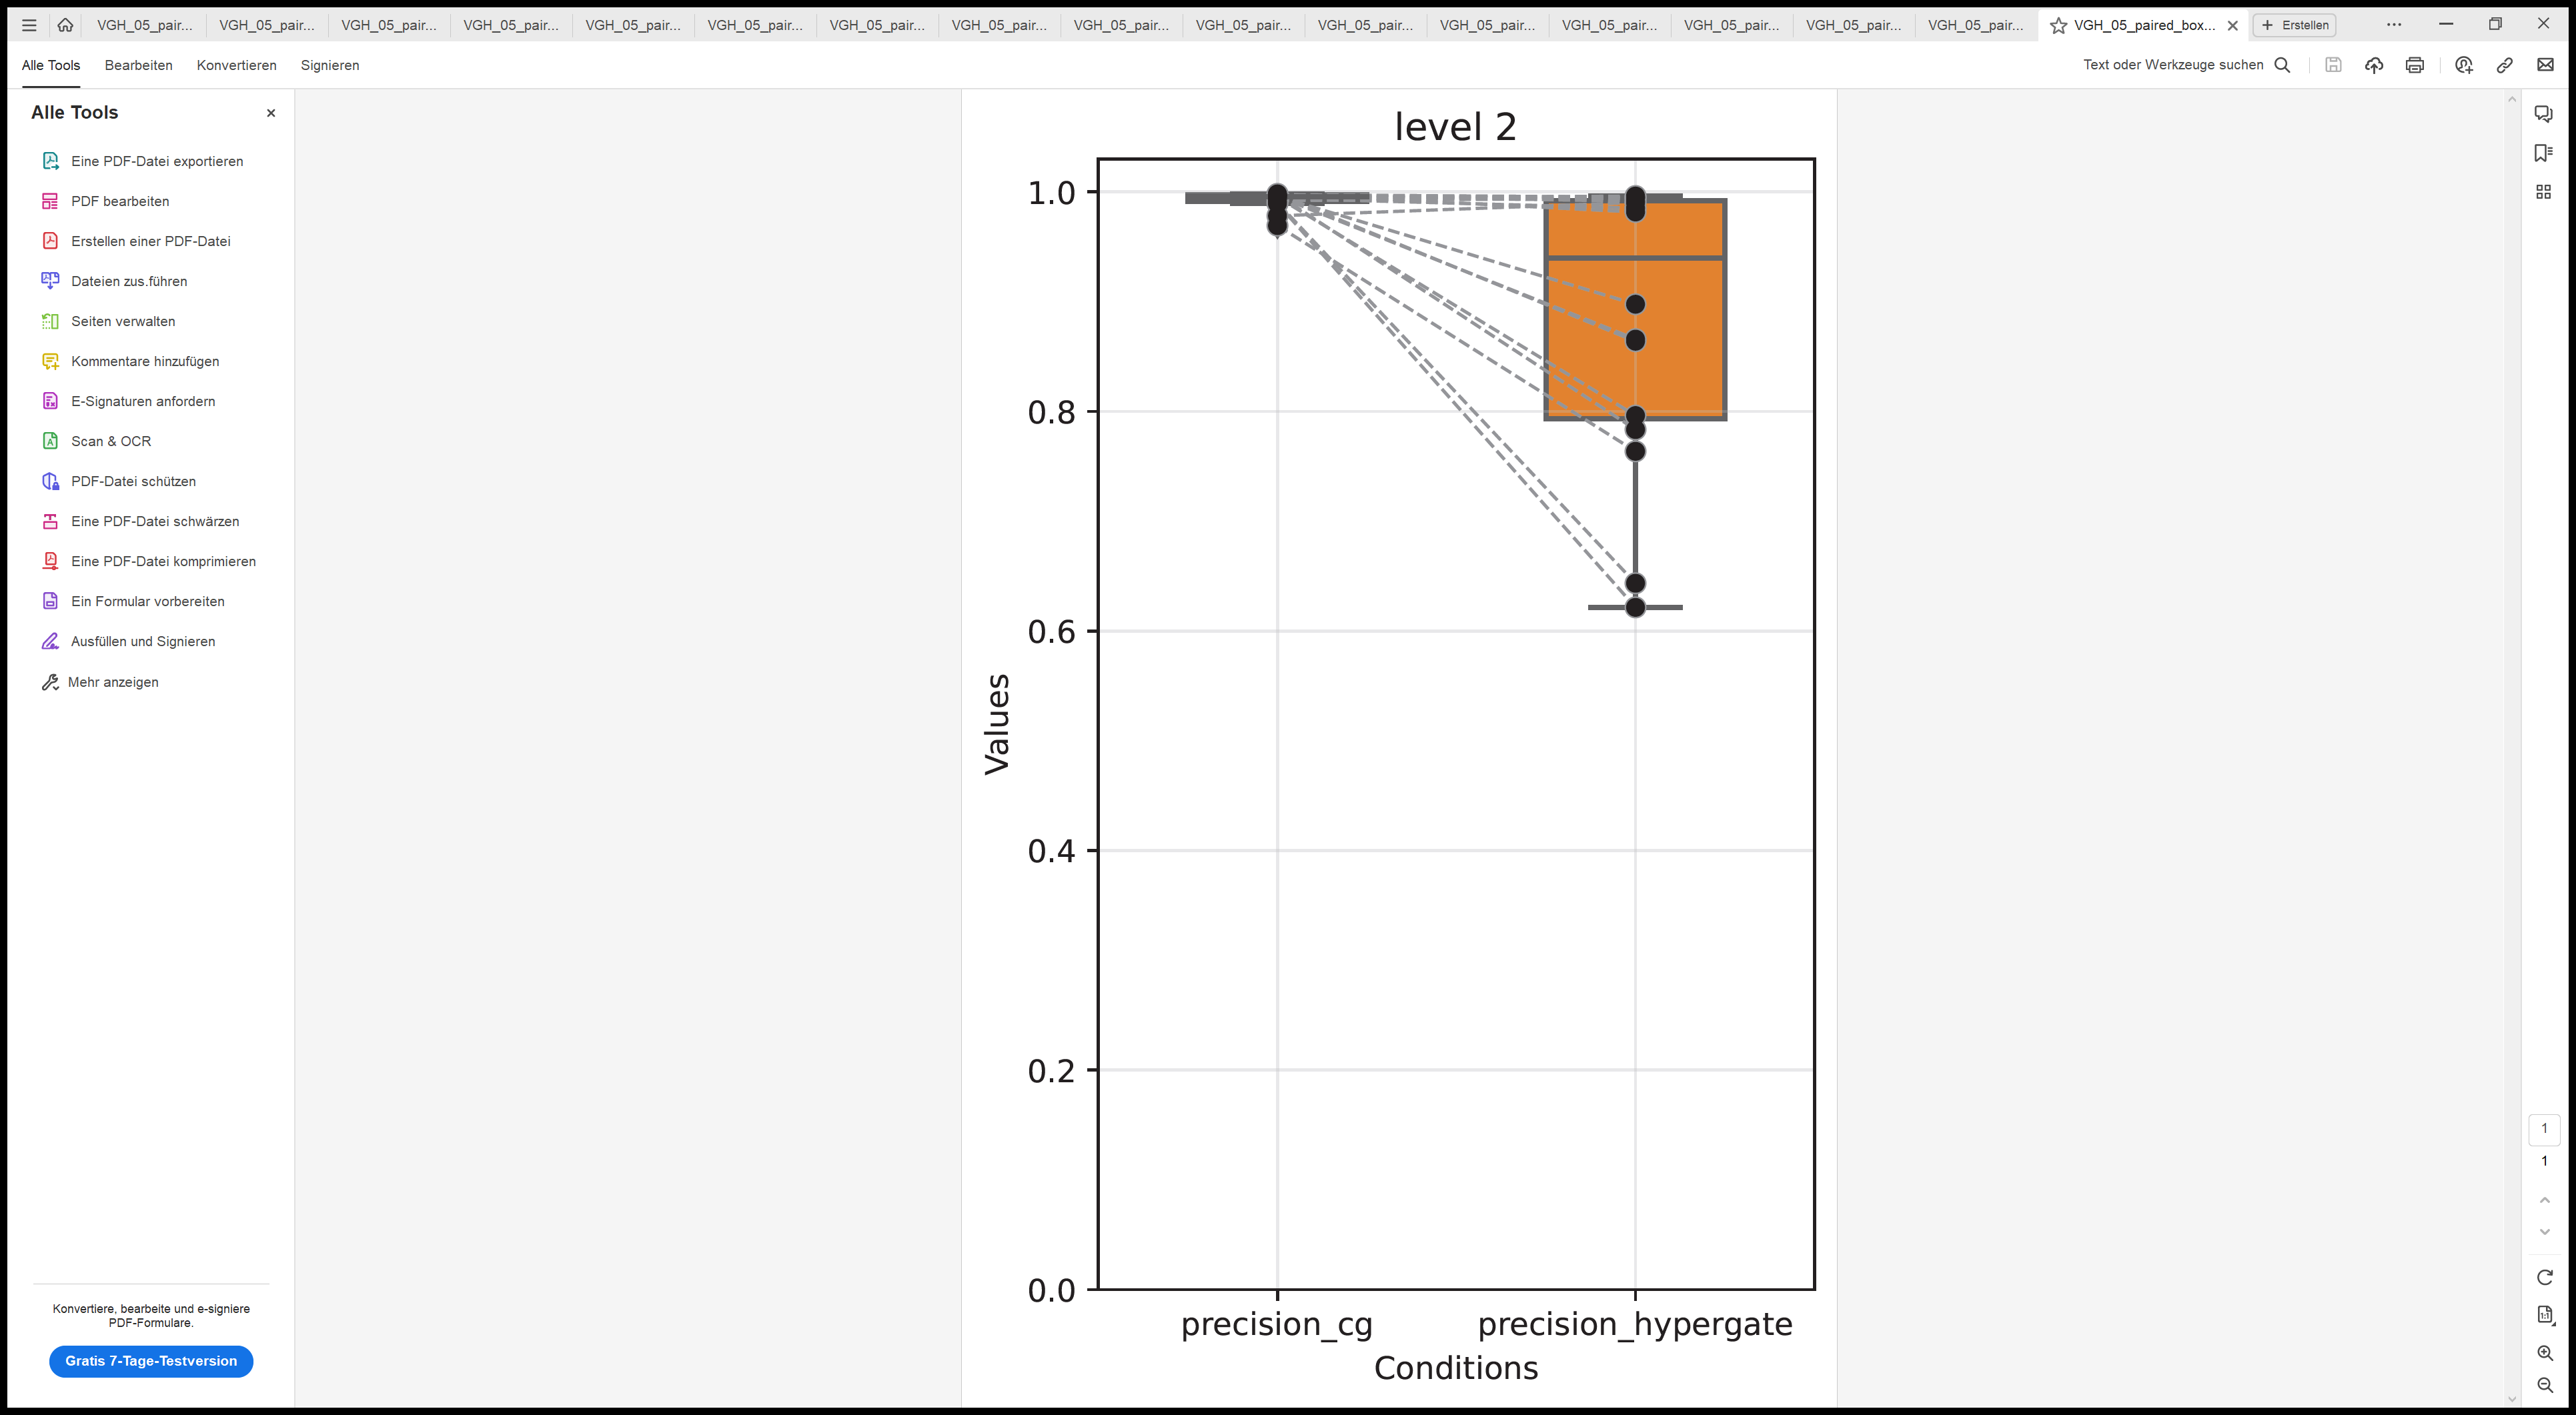 VGH_05_pair... VGH_05_pair... VGH_05_pair... VGH_05_pair... VGH_05_pair... VGH_05_pair... VGH_05_pair... VGH_05_pair... VGH_05_pair... VGH_05_pair... VGH_05_pair... VGH_05_pair... VGH_05_pair... VGH_05_pair... VGH_05_pair... VGH_05_pair... VGH_05_paired_box... Erstellen
Alle Tools Bearbeiten Konvertieren Signieren Text oder Werkzeuge suchen
Alle Tools
Eine PDF-Datei exportieren
PDF bearbeiten
Erstellen einer PDF-Datei
Dateien zus.führen
Seiten verwalten
Kommentare hinzufügen
E-Signaturen anfordern
Scan & OCR
PDF-Datei schützen
Eine PDF-Datei schwärzen
Eine PDF-Datei komprimieren
Ein Formular vorbereiten
Ausfüllen und Signieren
Mehr anzeigen
Konvertiere, bearbeite und e-signiere
PDF-Formulare.
Gratis 7-Tage-Testversion
level 2
1.0
0.8
0.6
0.4
0.2
0.0
Values
precision_cg precision_hypergate
Conditions
1
1